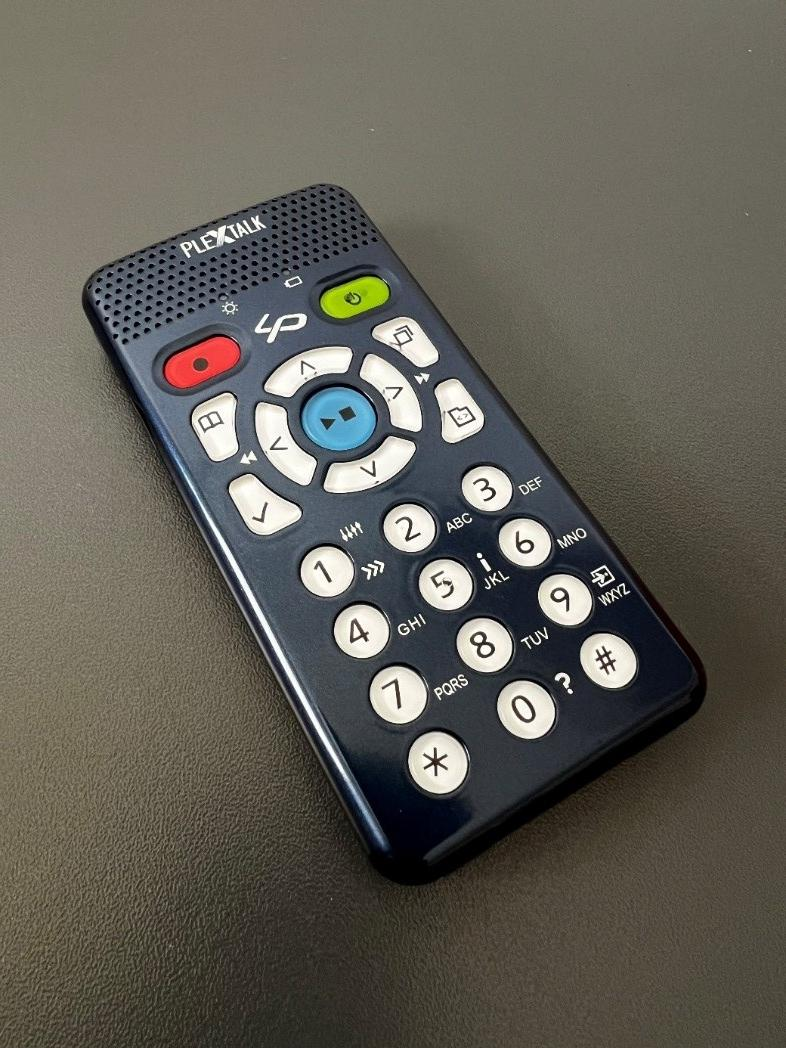 PLEXTALK
LP
1
2 ABC
3 DEF
4 GHI
5 JKL
6 MNO
7 PQRS
8 TUV
9 WXYZ
*
0 ?
#